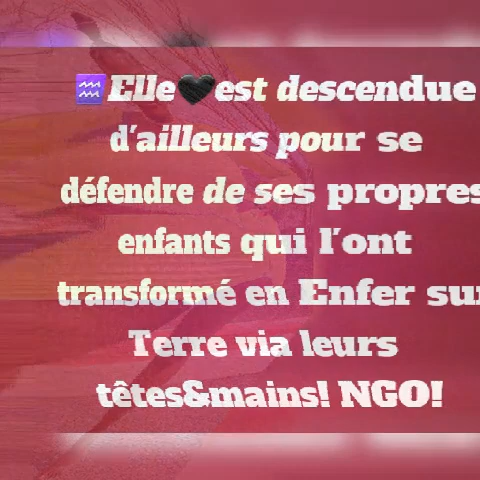 ♒Elle🖤est descendue
d'ailleurs pour se
défendre de ses propres
enfants qui l'ont
transformé en Enfer sur
Terre via leurs
têtes&mains! NGO!